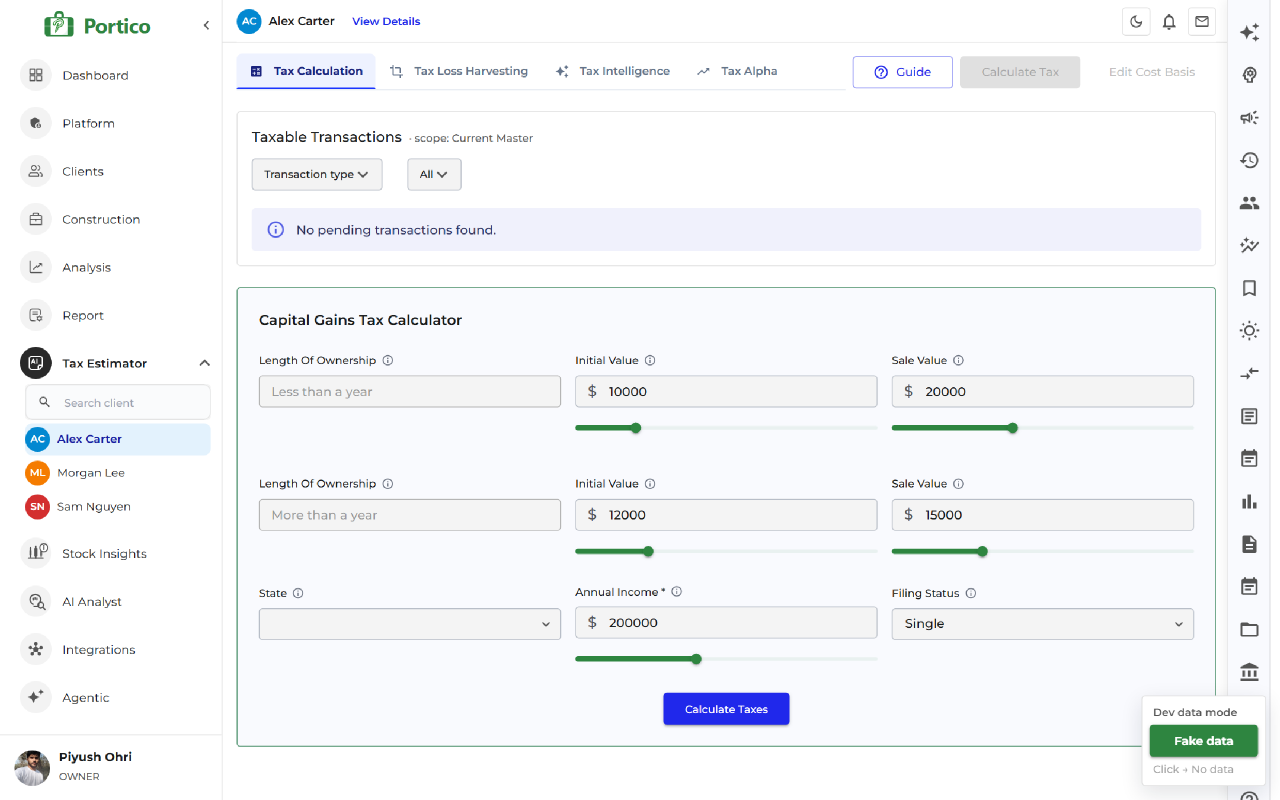 Portico
Dashboard
Platform
Clients
Construction
Analysis
Report
Tax Estimator
Search client
AC Alex Carter
ML Morgan Lee
SN Sam Nguyen
Stock Insights
AI Analyst
Integrations
Agentic
Piyush Ohri
OWNER
AC Alex Carter View Details
Tax Calculation Tax Loss Harvesting Tax Intelligence Tax Alpha Guide Calculate Tax Edit Cost Basis
Taxable Transactions · scope: Current Master
Transaction type All
No pending transactions found.
Capital Gains Tax Calculator
Length Of Ownership Initial Value Sale Value
Less than a year $ 10000 $ 20000
Length Of Ownership Initial Value Sale Value
More than a year $ 12000 $ 15000
State Annual Income * Filing Status
$ 200000 Single
Calculate Taxes
Dev data mode
Fake data
Click → No data